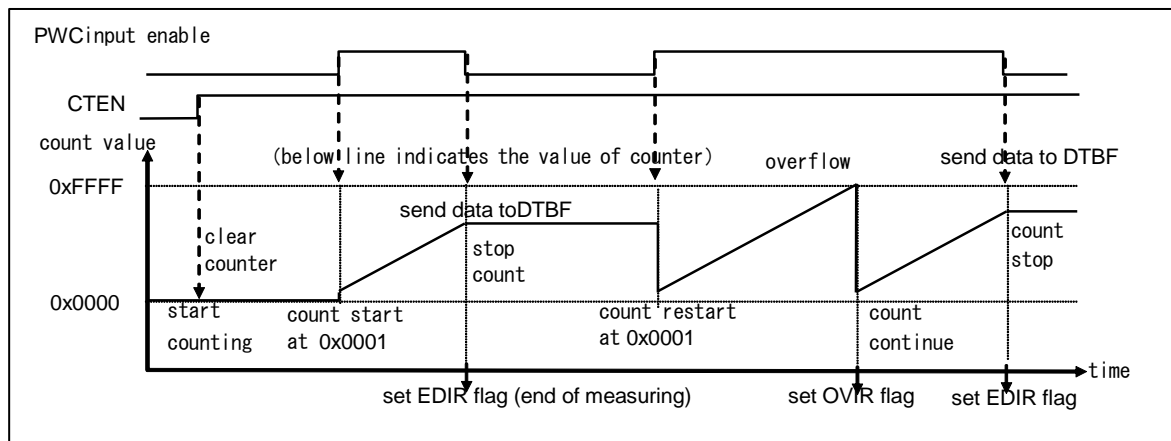 PWCinput enable
CTEN
count value
(below line indicates the value of counter)
overflow
send data to DTBF
0xFFFF
send data toDTBF
clear
counter
stop
count
count
stop
0x0000
start
counting
count start
at 0x0001
count restart
at 0x0001
count
continue
time
set EDIR flag (end of measuring)
set OVIR flag
set EDIR flag